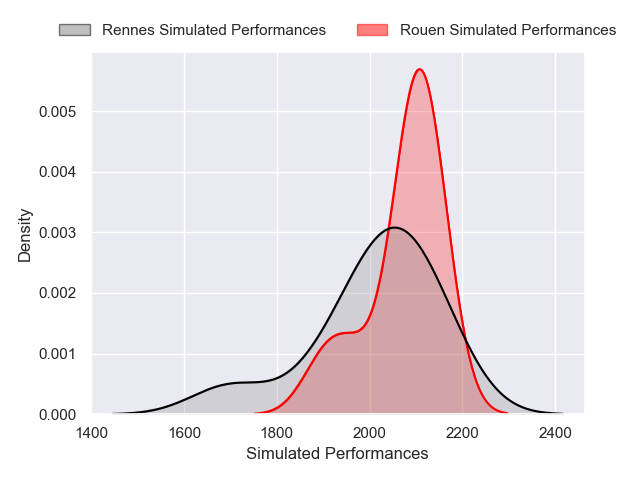 Rennes Simulated Performances Rouen Simulated Performances
0.005
0.004
0.003
0.002
0.001
0.000
Density
1400 1600 1800 2000 2200 2400
Simulated Performances